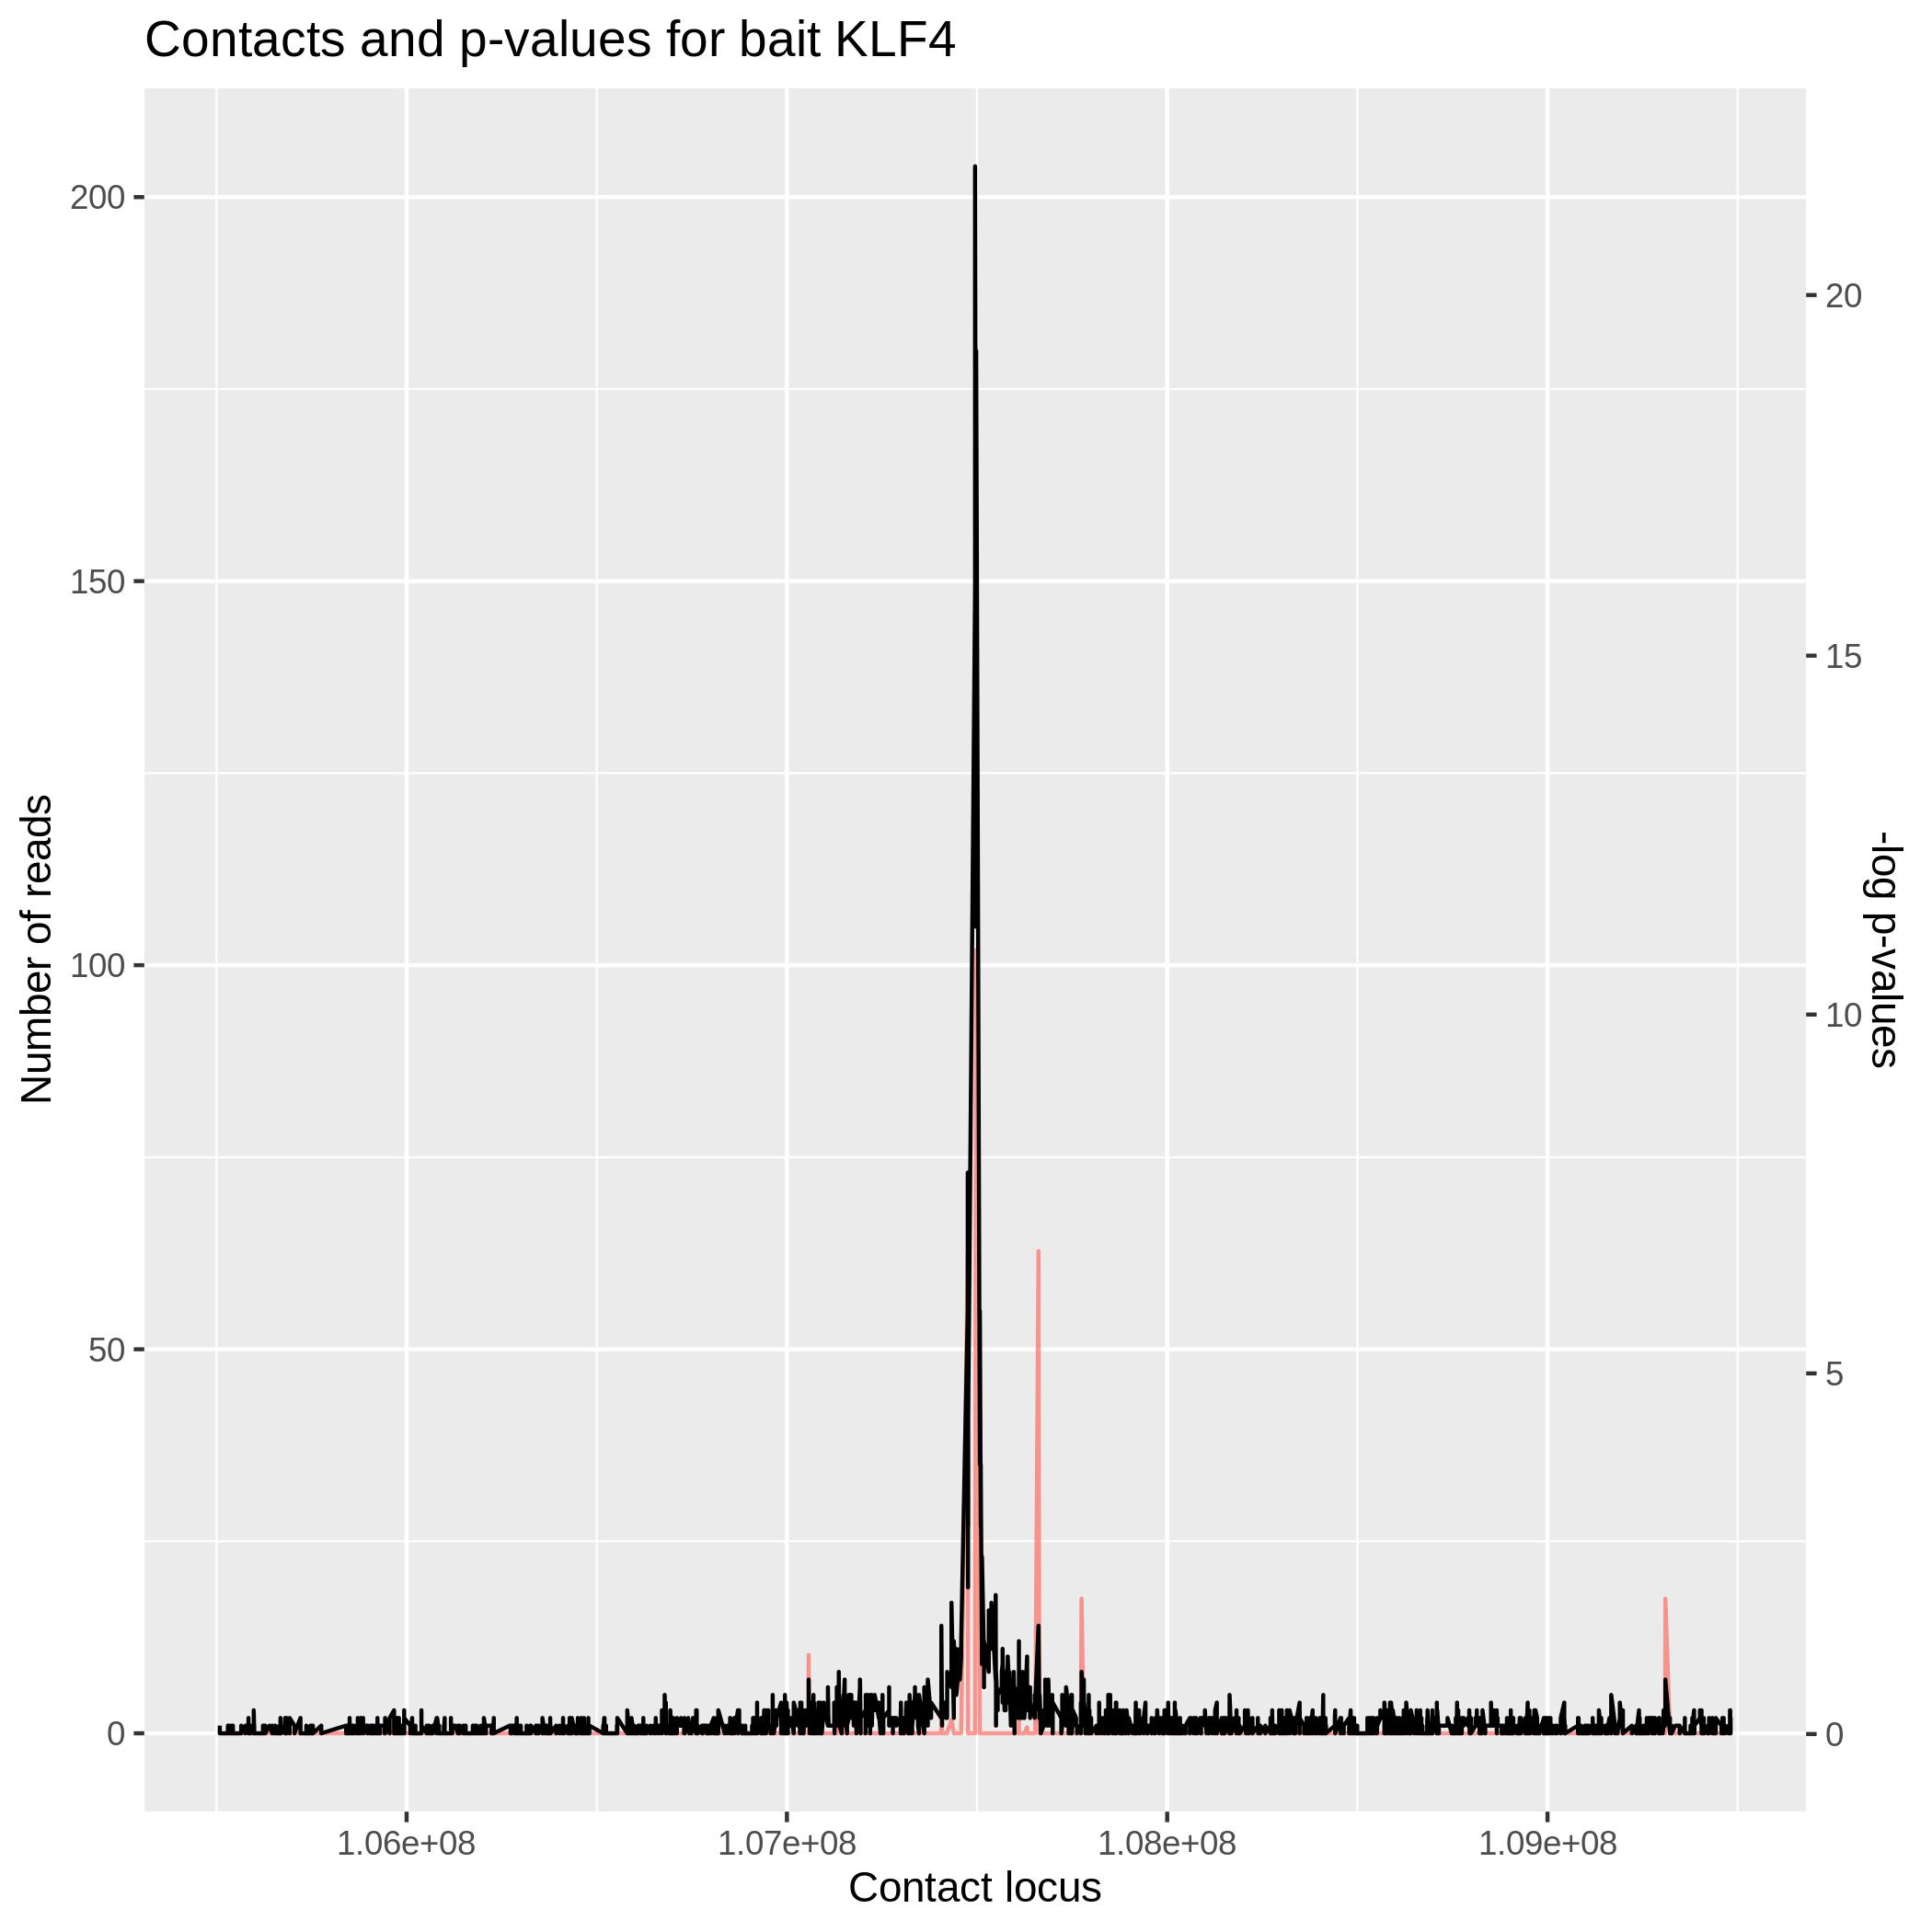 Contacts and p-values for bait KLF4
200
150
100
50
0
Number of reads
20
15
10
5
0
-log p-values
1.06e+08
1.07e+08
1.08e+08
1.09e+08
Contact locus